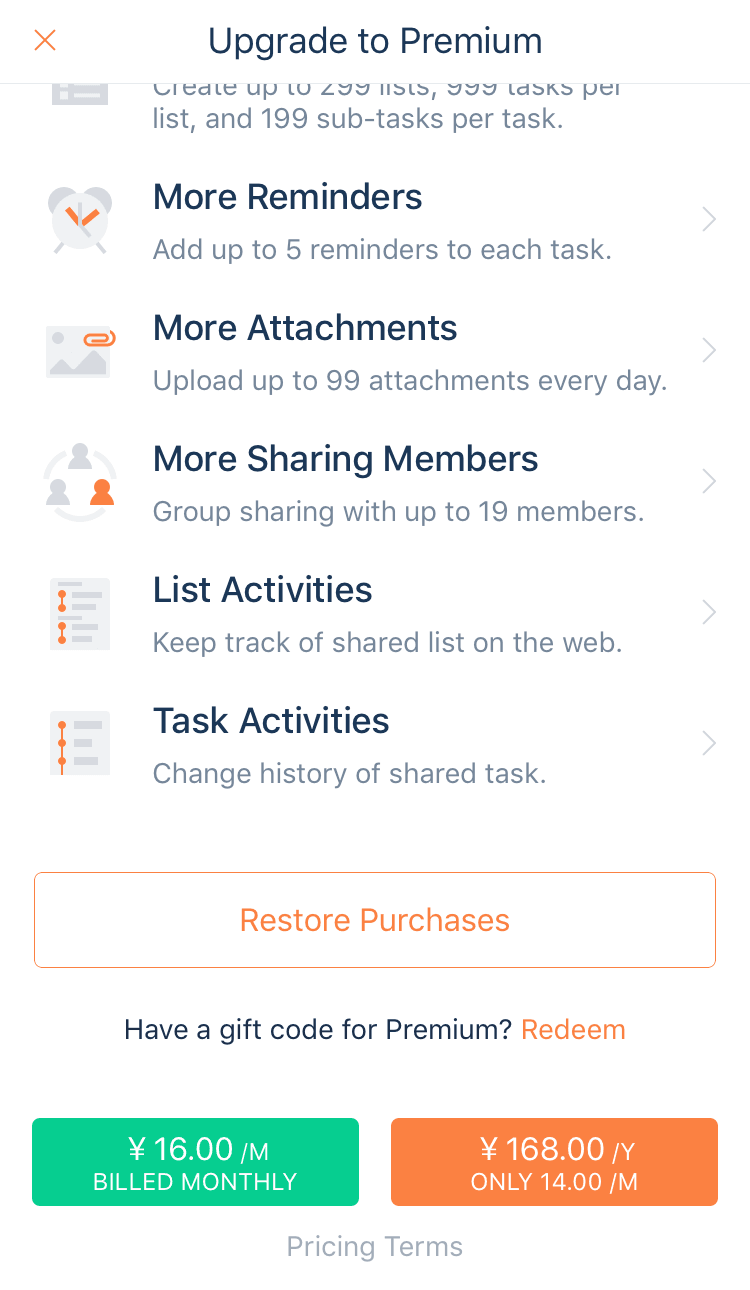 Upgrade to Premium
Create up to 299 lists, 999 tasks per
list, and 199 sub-tasks per task.
More Reminders
Add up to 5 reminders to each task.
More Attachments
Upload up to 99 attachments every day.
More Sharing Members
Group sharing with up to 19 members.
List Activities
Keep track of shared list on the web.
Task Activities
Change history of shared task.
Restore Purchases
Have a gift code for Premium? Redeem
¥ 16.00 /M
BILLED MONTHLY
¥ 168.00 /Y
ONLY 14.00 /M
Pricing Terms